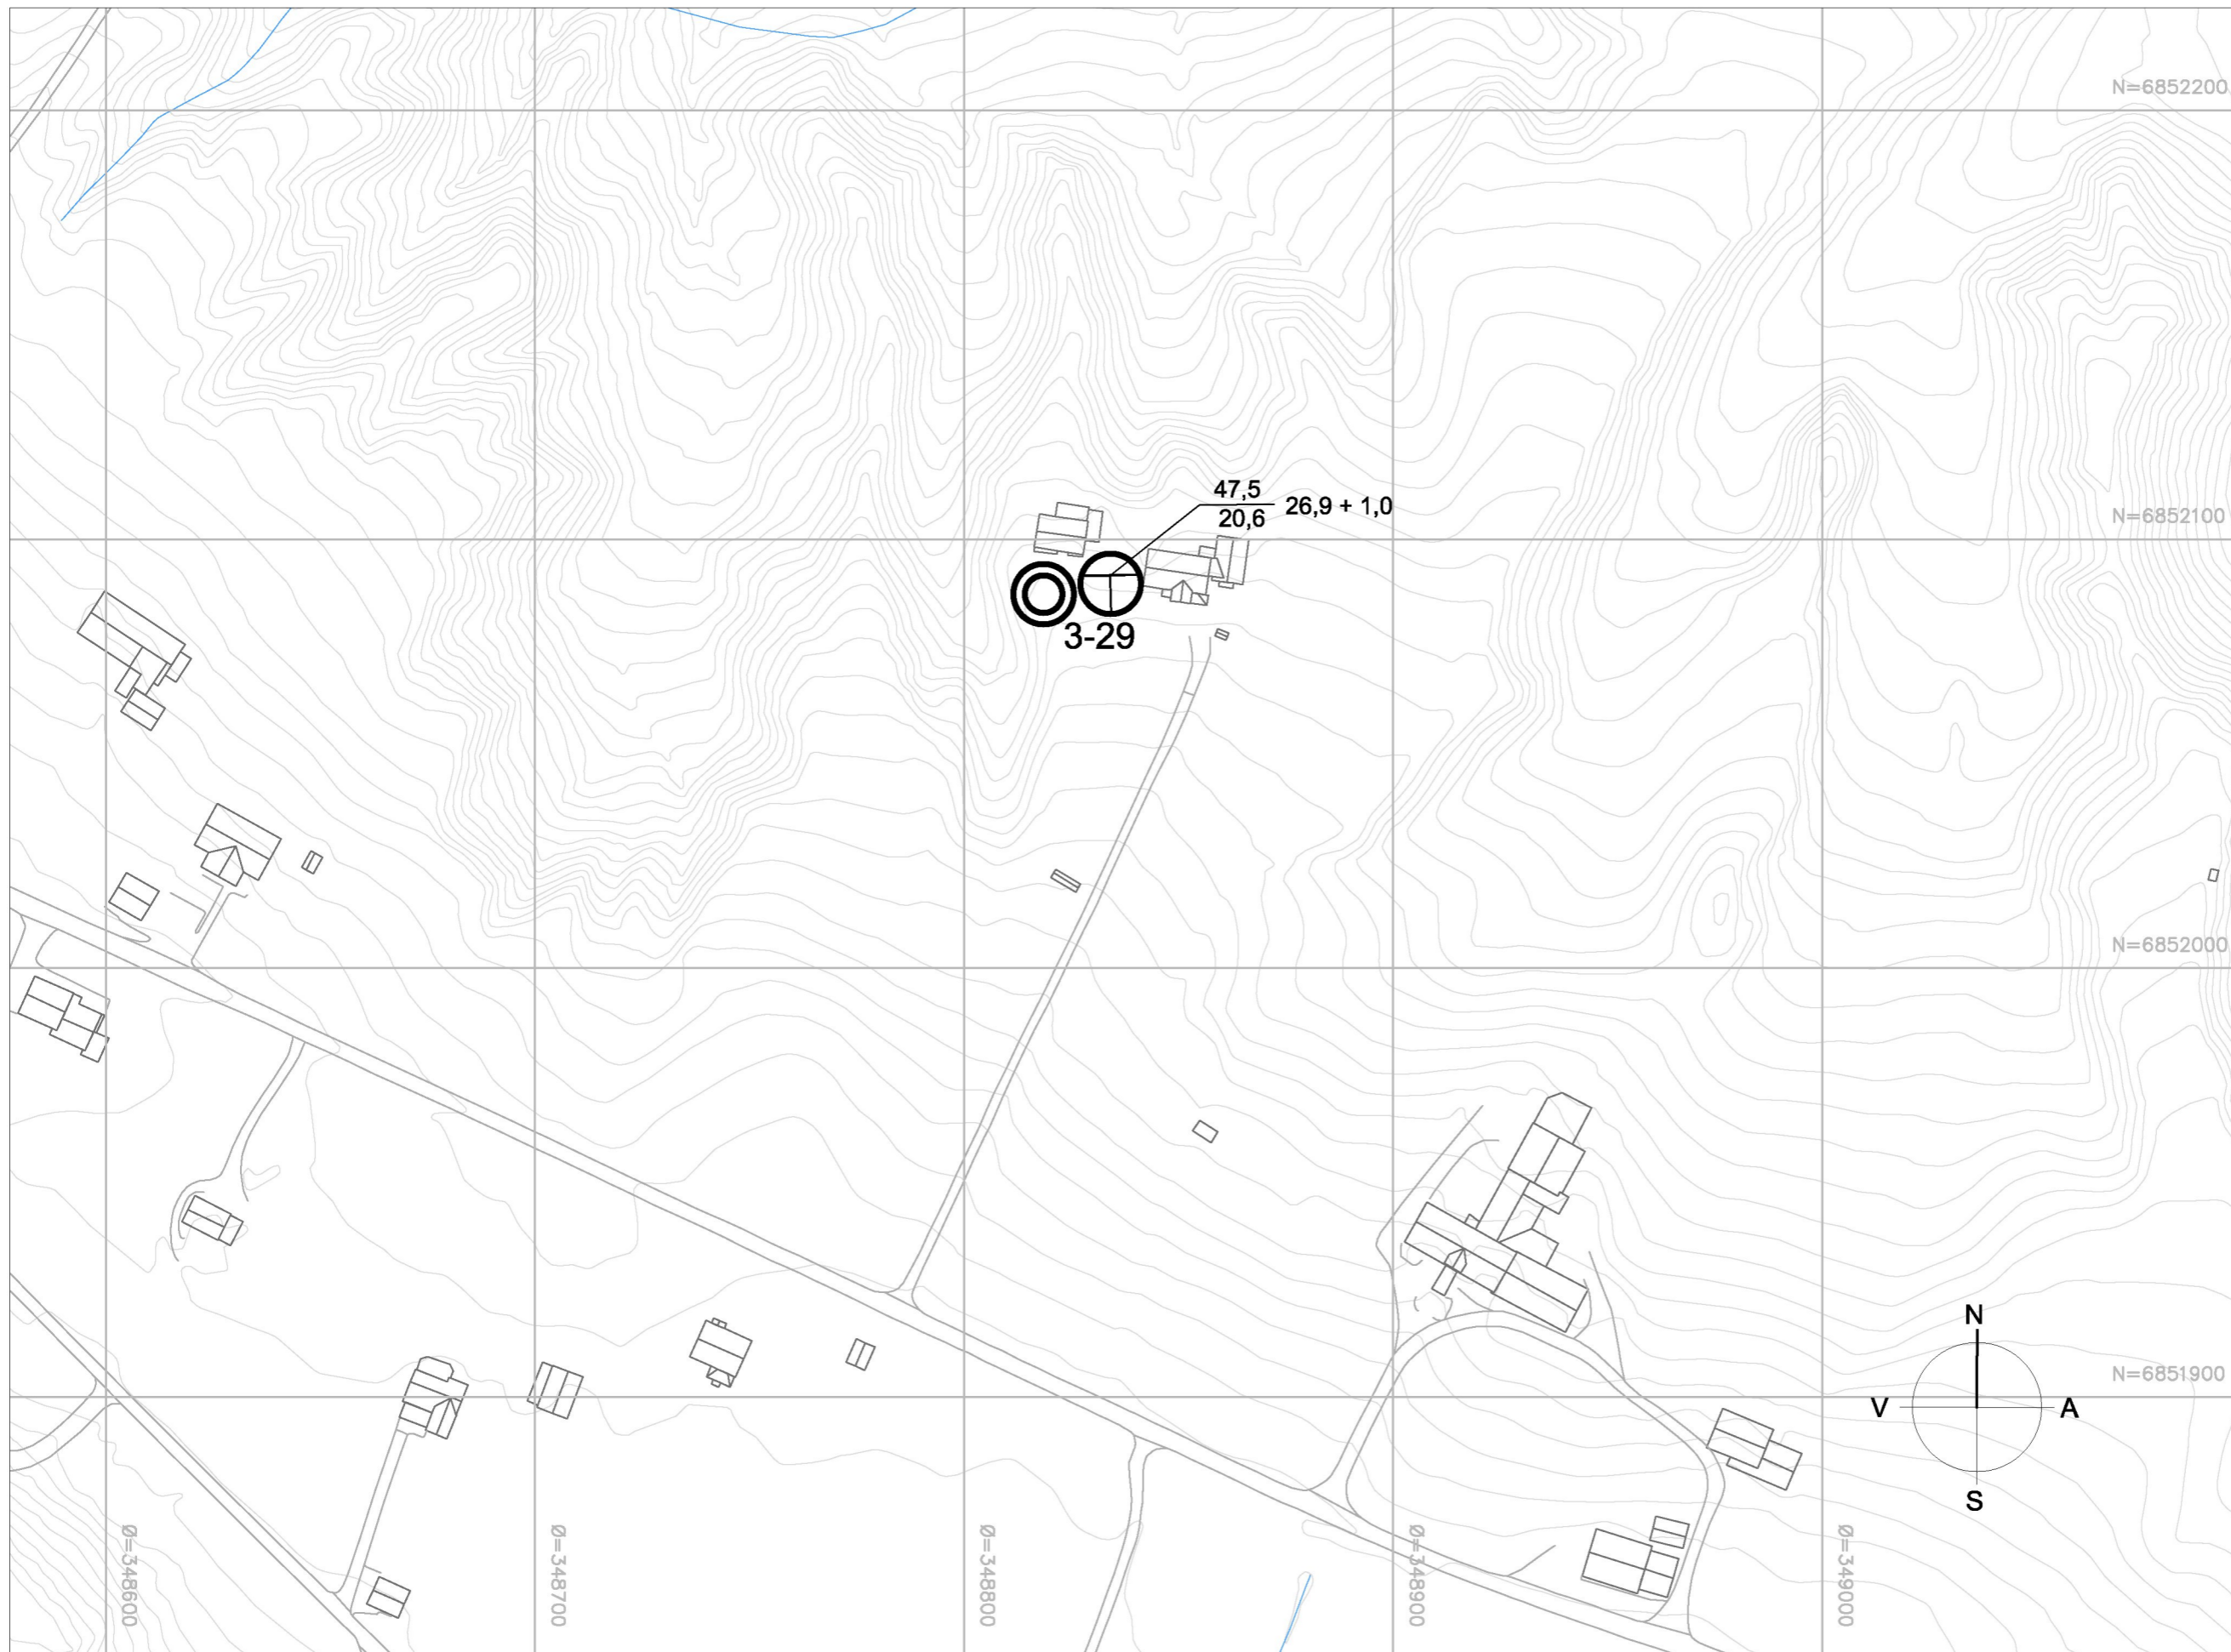 N=6852200
47,5
20,6
26,9 + 1,0
N=6852100
3-29
N=6852000
N
N=6851900
V
A
S
Ø=348600
Ø=348700
Ø=348800
Ø=348900
Ø=349000